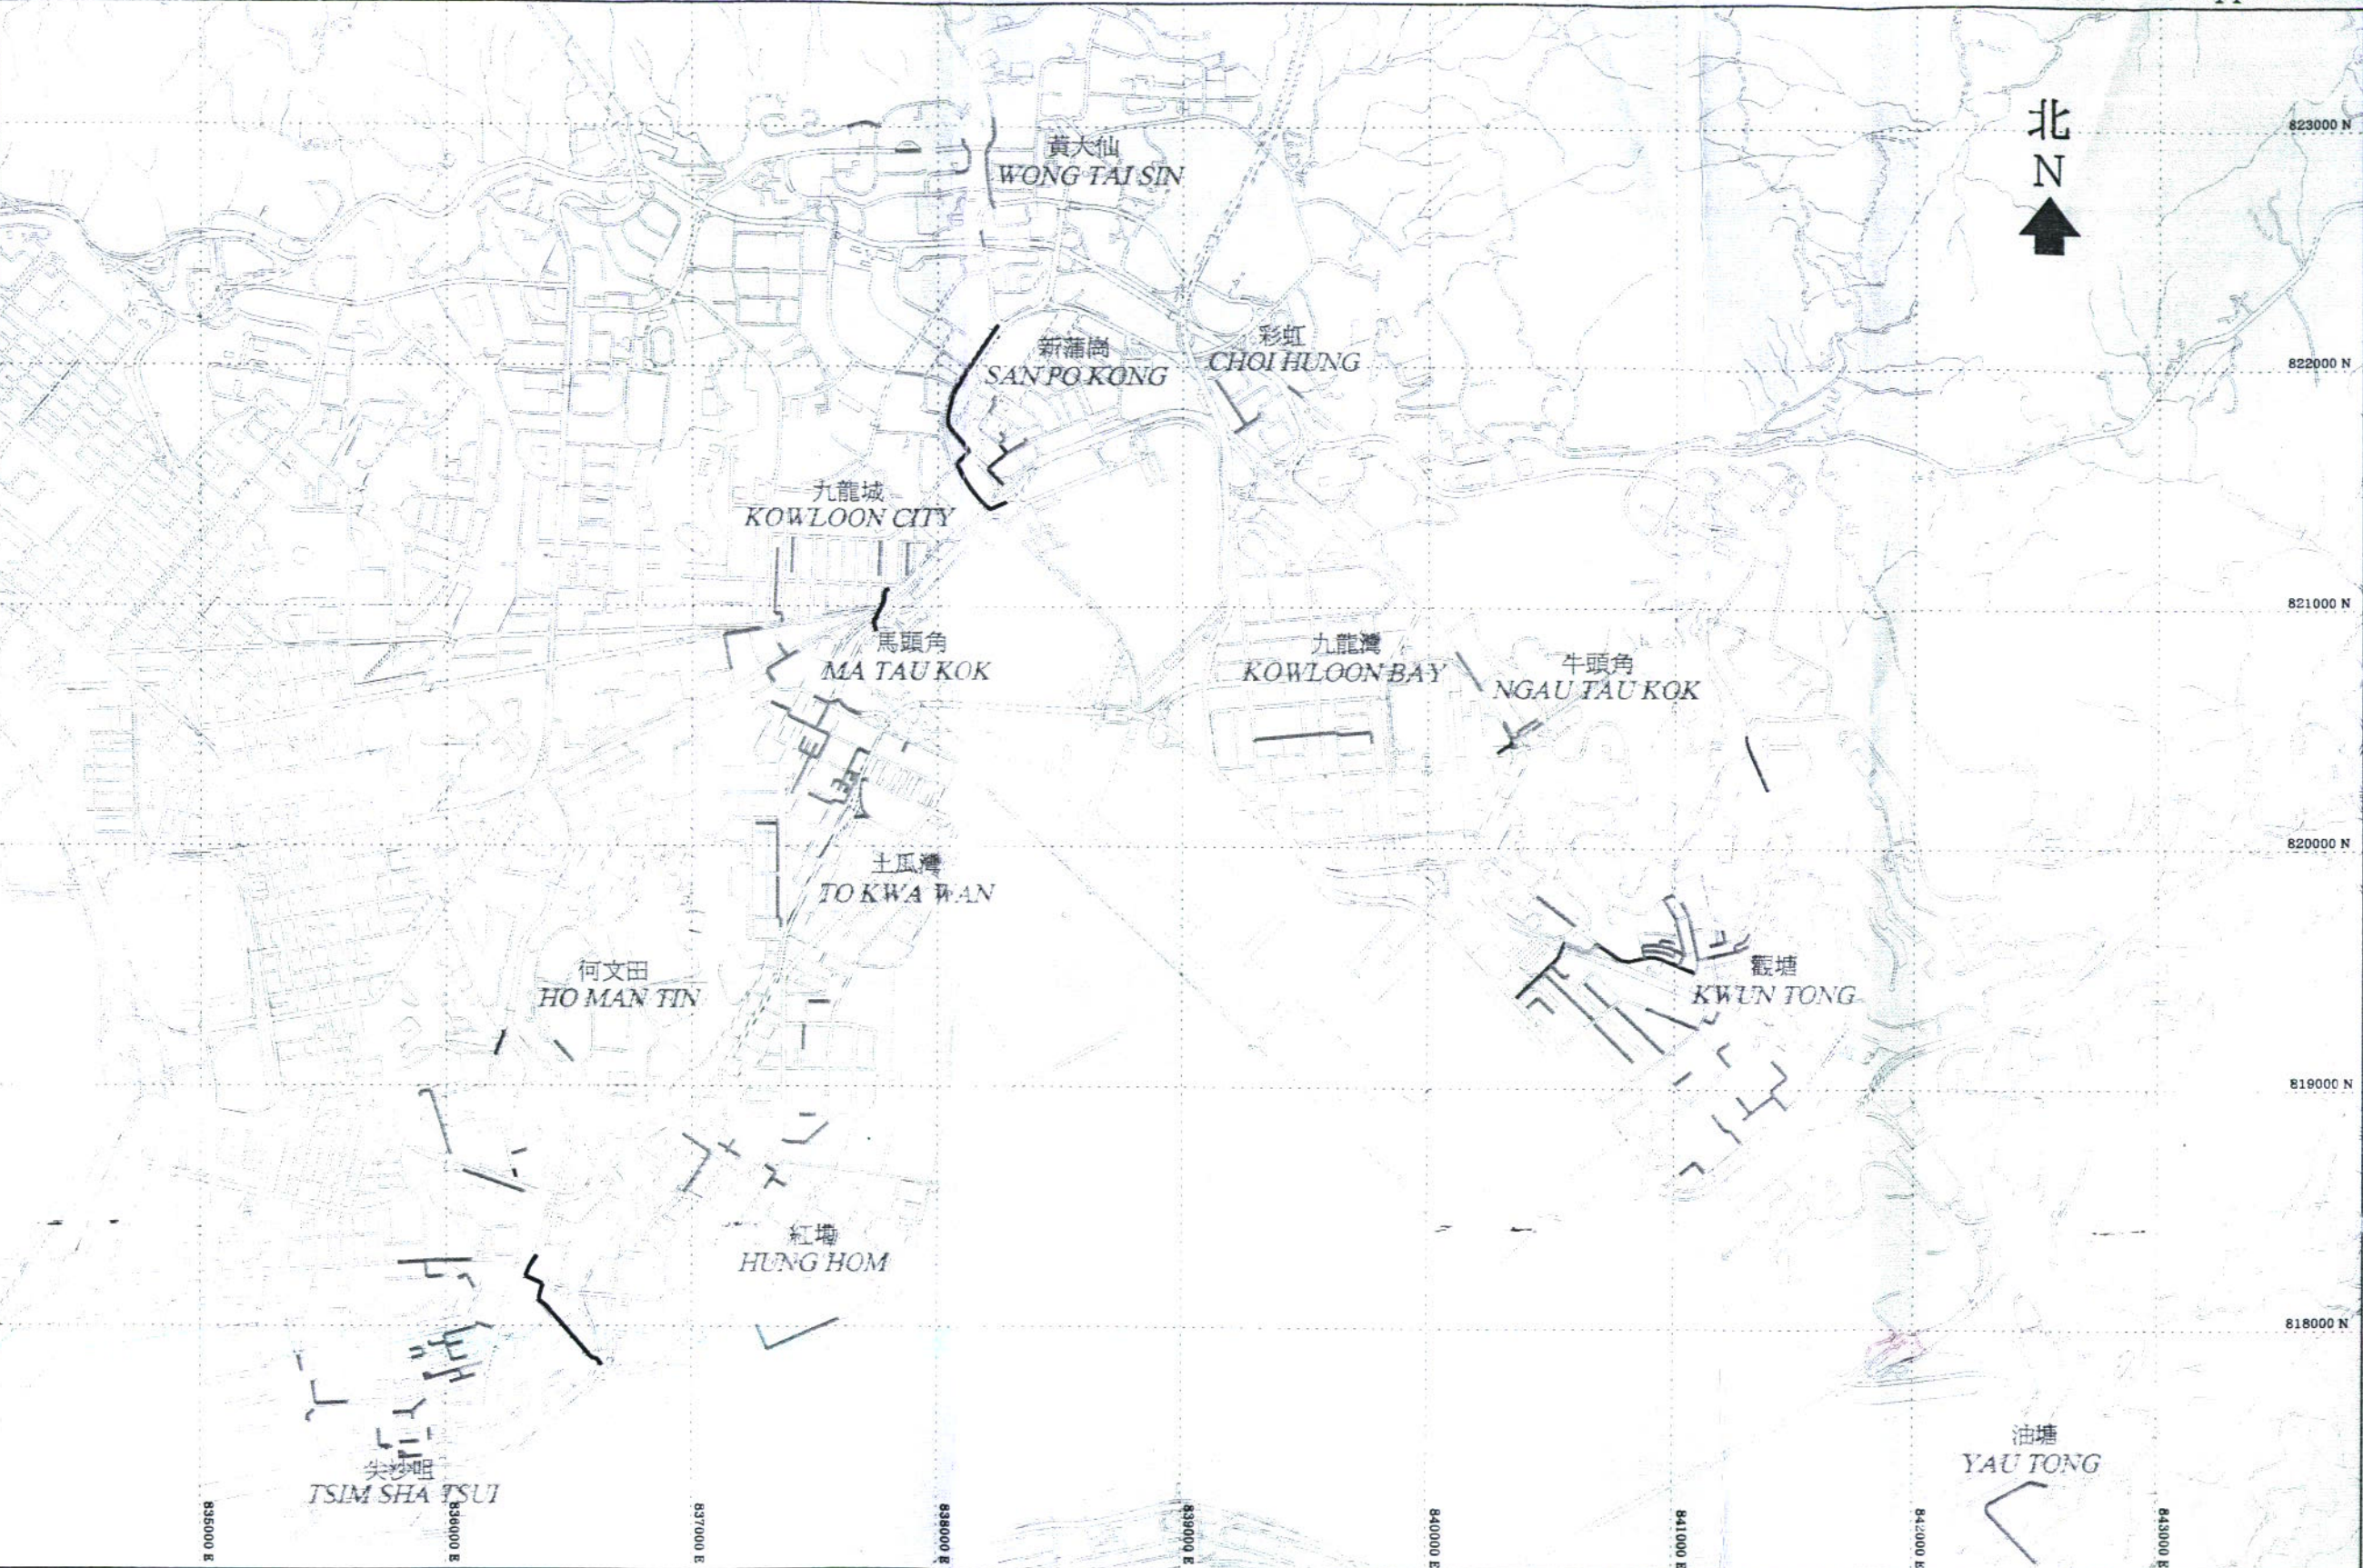 北
N
823000 N
黃大仙
WONG TAI SIN
新蒲崗
SAN PO KONG
彩虹
CHOI HUNG
822000 N
九龍城
KOWLOON CITY
821000 N
馬頭角
MA TAU KOK
九龍灣
KOWLOON BAY
牛頭角
NGAU TAU KOK
820000 N
土瓜灣
TO KWA WAN
何文田
HO MAN TIN
觀塘
KWUN TONG
819000 N
紅磡
HUNG HOM
818000 N
尖沙咀
TSIM SHA TSUI
油塘
YAU TONG
835000 E
836000 E
837000 E
838000 E
839000 E
840000 E
841000 E
842000 E
843000 E